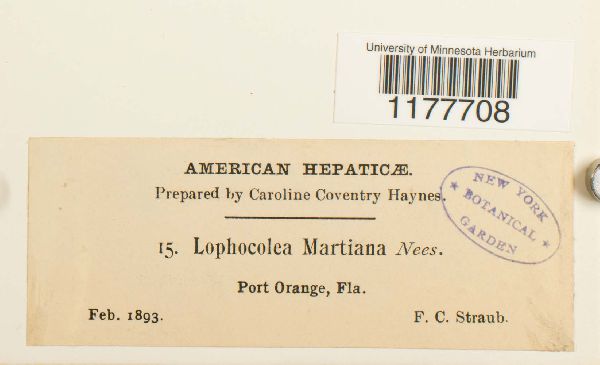 University of Minnesota Herbarium
1177708
AMERICAN HEPATICÆ.
Prepared by Caroline Coventry Haynes.
NEW YORK
* BOTANICAL *
GARDEN
15. Lophocolea Martiana Nees.
Port Orange, Fla.
Feb. 1893. F. C. Straub.